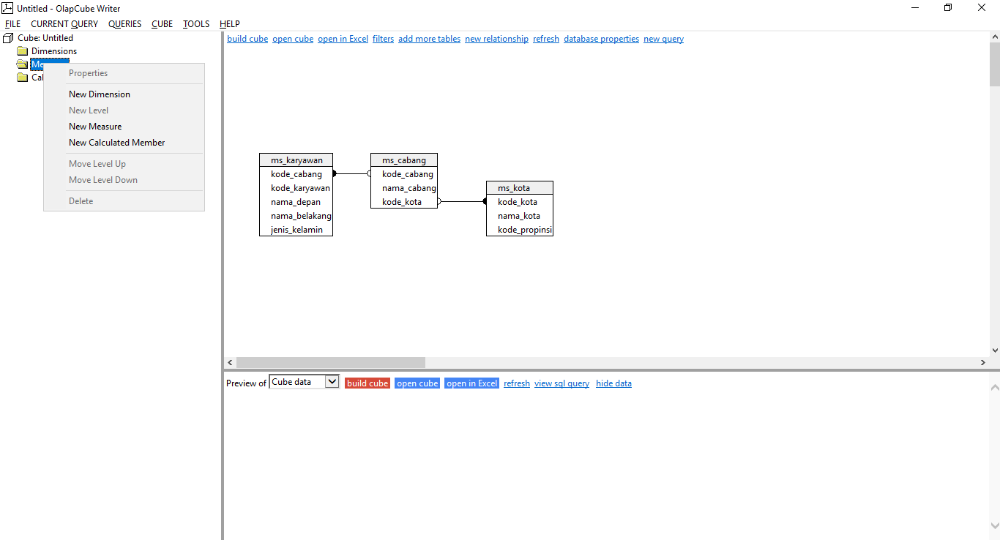 Untitled - OlapCube Writer
FILE CURRENT QUERY QUERIES CUBE TOOLS HELP
Cube: Untitled
Dimensions
Me
Cal
Properties
New Dimension
New Level
New Measure
New Calculated Member
Move Level Up
Move Level Down
Delete
build cube open cube open in Excel filters add more tables new relationship refresh database properties new query
ms_karyawan
kode_cabang
kode_karyawan
nama_depan
nama_belakang
jenis_kelamin
ms_cabang
kode_cabang
nama_cabang
kode_kota
ms_kota
kode_kota
nama_kota
kode_propinsi
Preview of Cube data build cube open cube open in Excel refresh view sql query hide data